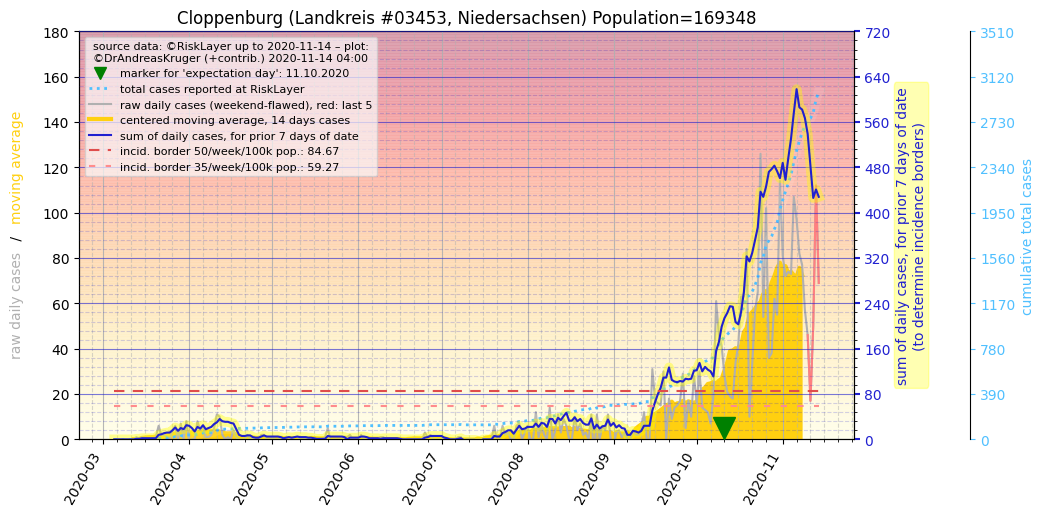 Cloppenburg (Landkreis #03453, Niedersachsen) Population=169348
source data: ©RiskLayer up to 2020-11-14 – plot:
©DrAndreasKruger (+contrib.) 2020-11-14 04:00
marker for 'expectation day': 11.10.2020
total cases reported at RiskLayer
raw daily cases (weekend-flawed), red: last 5
centered moving average, 14 days cases
sum of daily cases, for prior 7 days of date
incid. border 50/week/100k pop.: 84.67
incid. border 35/week/100k pop.: 59.27
raw daily cases / moving average
180
160
140
120
100
80
60
40
20
0
720
640
560
480
400
320
240
160
80
0
sum of daily cases, for prior 7 days of date
(to determine incidence borders)
3510
3120
2730
2340
1950
1560
1170
780
390
0
cumulative total cases
2020-03
2020-04
2020-05
2020-06
2020-07
2020-08
2020-09
2020-10
2020-11